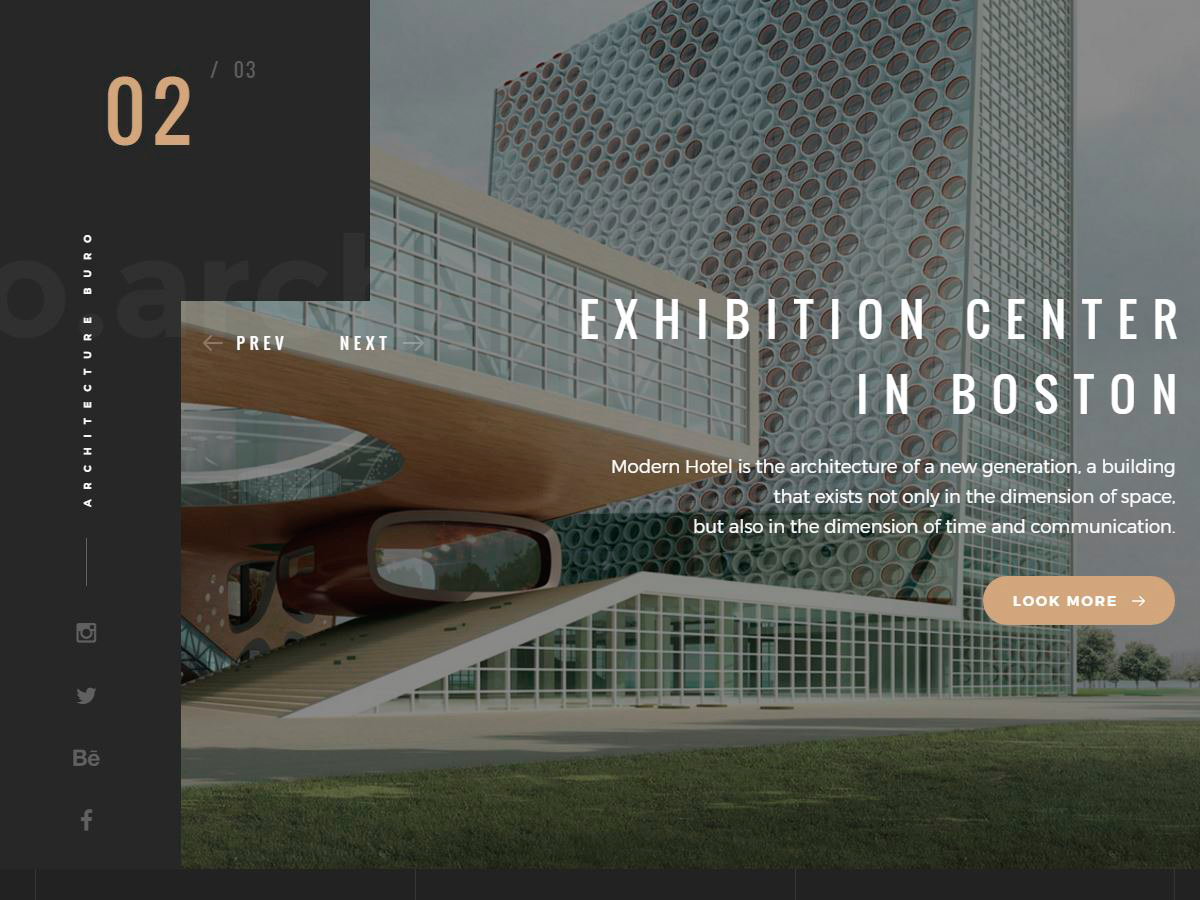 02
/ 03
o.arch
ARCHITECTURE BURO
PREV
NEXT
EXHIBITION CENTER
IN BOSTON
Modern Hotel is the architecture of a new generation, a building
that exists not only in the dimension of space,
but also in the dimension of time and communication.
LOOK MORE
Bē